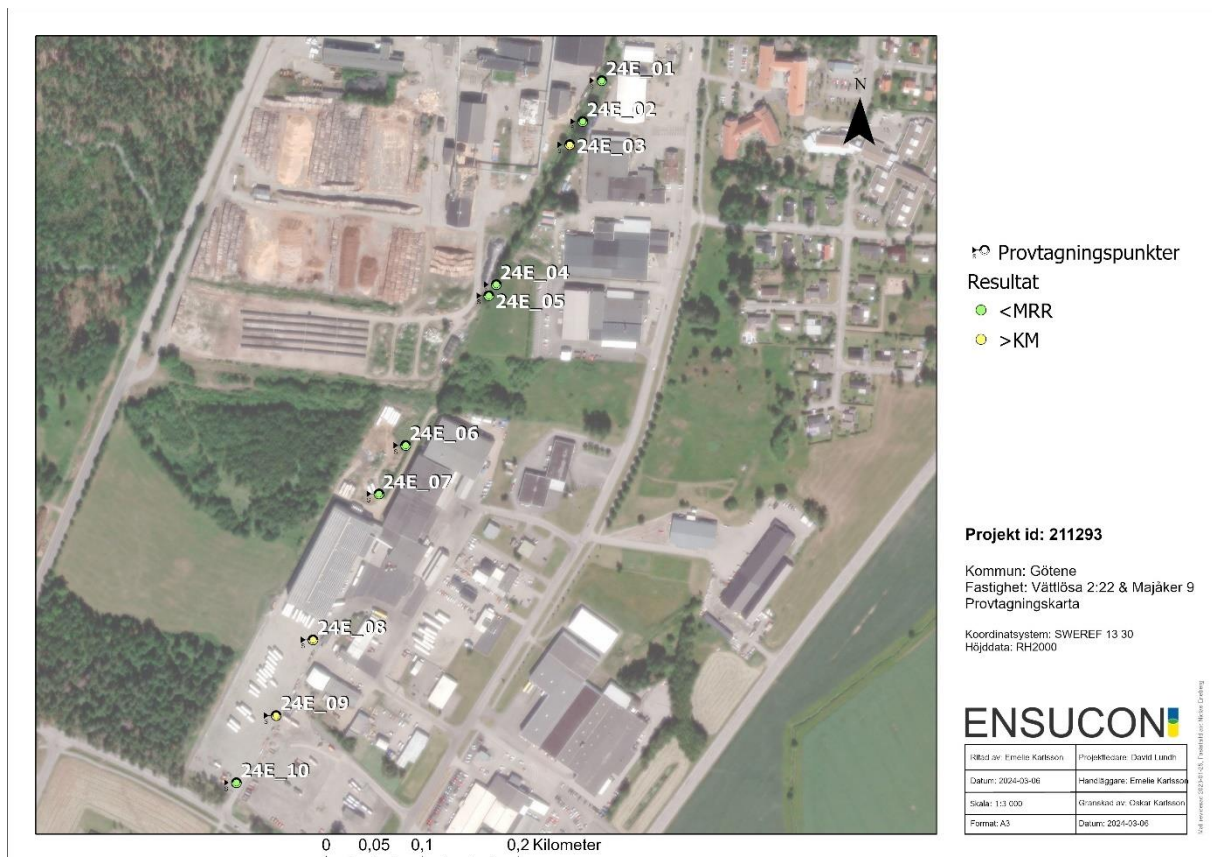 24E_01
24E_02
24E_03
24E_04
24E_05
24E_06
24E_07
24E_08
24E_09
24E_10
N
Provtagningspunkter
Resultat
<MRR
>KM
Projekt id: 211293
Kommun: Götene
Fastighet: Vättlösa 2:22 & Majåker 9
Provtagningskarta
Koordinatsystem: SWEREF 13 30
Höjddata: RH2000
ENSUCON
Ritad av: Emelie Karlsson Projektledare: David Lundh
Datum: 2024-03-06 Handläggare: Emelie Karlsson
Skala: 1:3 000 Granskad av: Oskar Karlsson
Format: A3 Datum: 2024-03-06
0 0,05 0,1 0,2 Kilometer